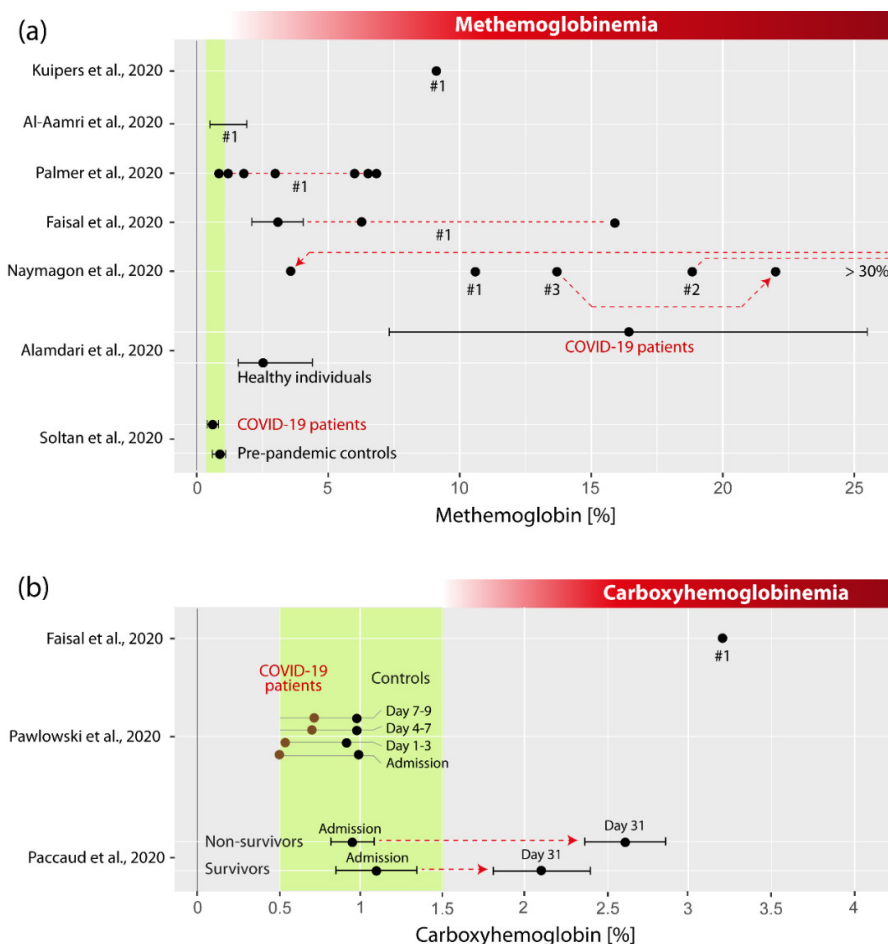 (a)
Methemoglobinemia
Kuipers et al., 2020
#1
Al-Aamri et al., 2020
#1
Palmer et al., 2020
#1
Faisal et al., 2020
#1
Naymagon et al., 2020
#1
#3
#2
> 30%
Alamdari et al., 2020
COVID-19 patients
Healthy individuals
Soltan et al., 2020
COVID-19 patients
Pre-pandemic controls
0 5 10 15 20 25
Methemoglobin [%]
(b)
Carboxyhemoglobinemia
Faisal et al., 2020
#1
COVID-19
patients
Controls
Pawlowski et al., 2020
Day 7-9
Day 4-7
Day 1-3
Admission
Paccaud et al., 2020
Non-survivors
Admission
Day 31
Survivors
Admission
Day 31
0 0.5 1 1.5 2 2.5 3 3.5 4
Carboxyhemoglobin [%]